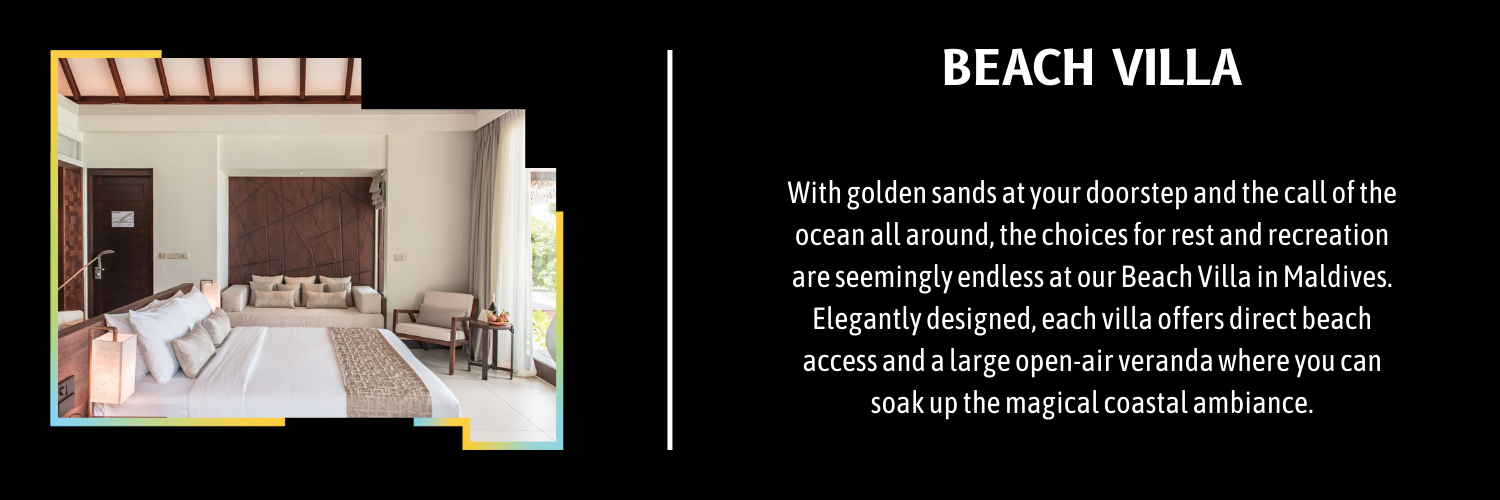 BEACH VILLA
With golden sands at your doorstep and the call of the
ocean all around, the choices for rest and recreation
are seemingly endless at our Beach Villa in Maldives.
Elegantly designed, each villa offers direct beach
access and a large open-air veranda where you can
soak up the magical coastal ambiance.